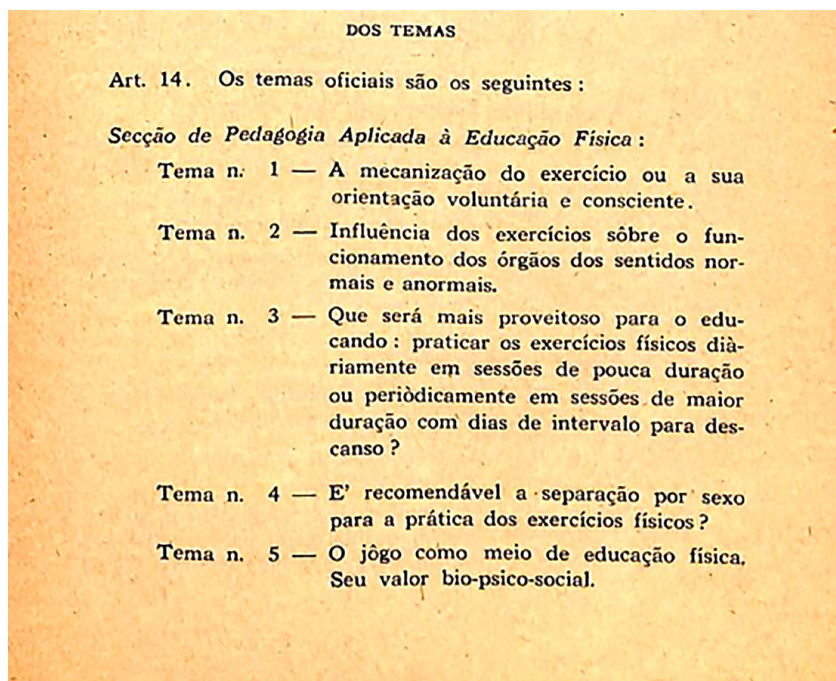 DOS TEMAS
Art. 14. Os temas oficiais são os seguintes :
Secção de Pedagogia Aplicada à Educação Física :
Tema n. 1 — A mecanização do exercício ou a sua
orientação voluntária e consciente.
Tema n. 2 — Influência dos exercícios sôbre o fun-
cionamento dos órgãos dos sentidos nor-
mais e anormais.
Tema n. 3 — Que será mais proveitoso para o edu-
cando : praticar os exercícios físicos dià-
riamente em sessões de pouca duração
ou periòdicamente em sessões de maior
duração com dias de intervalo para des-
canso ?
Tema n. 4 — E' recomendável a separação por sexo
para a prática dos exercícios físicos ?
Tema n. 5 — O jôgo como meio de educação física.
Seu valor bio-psico-social.